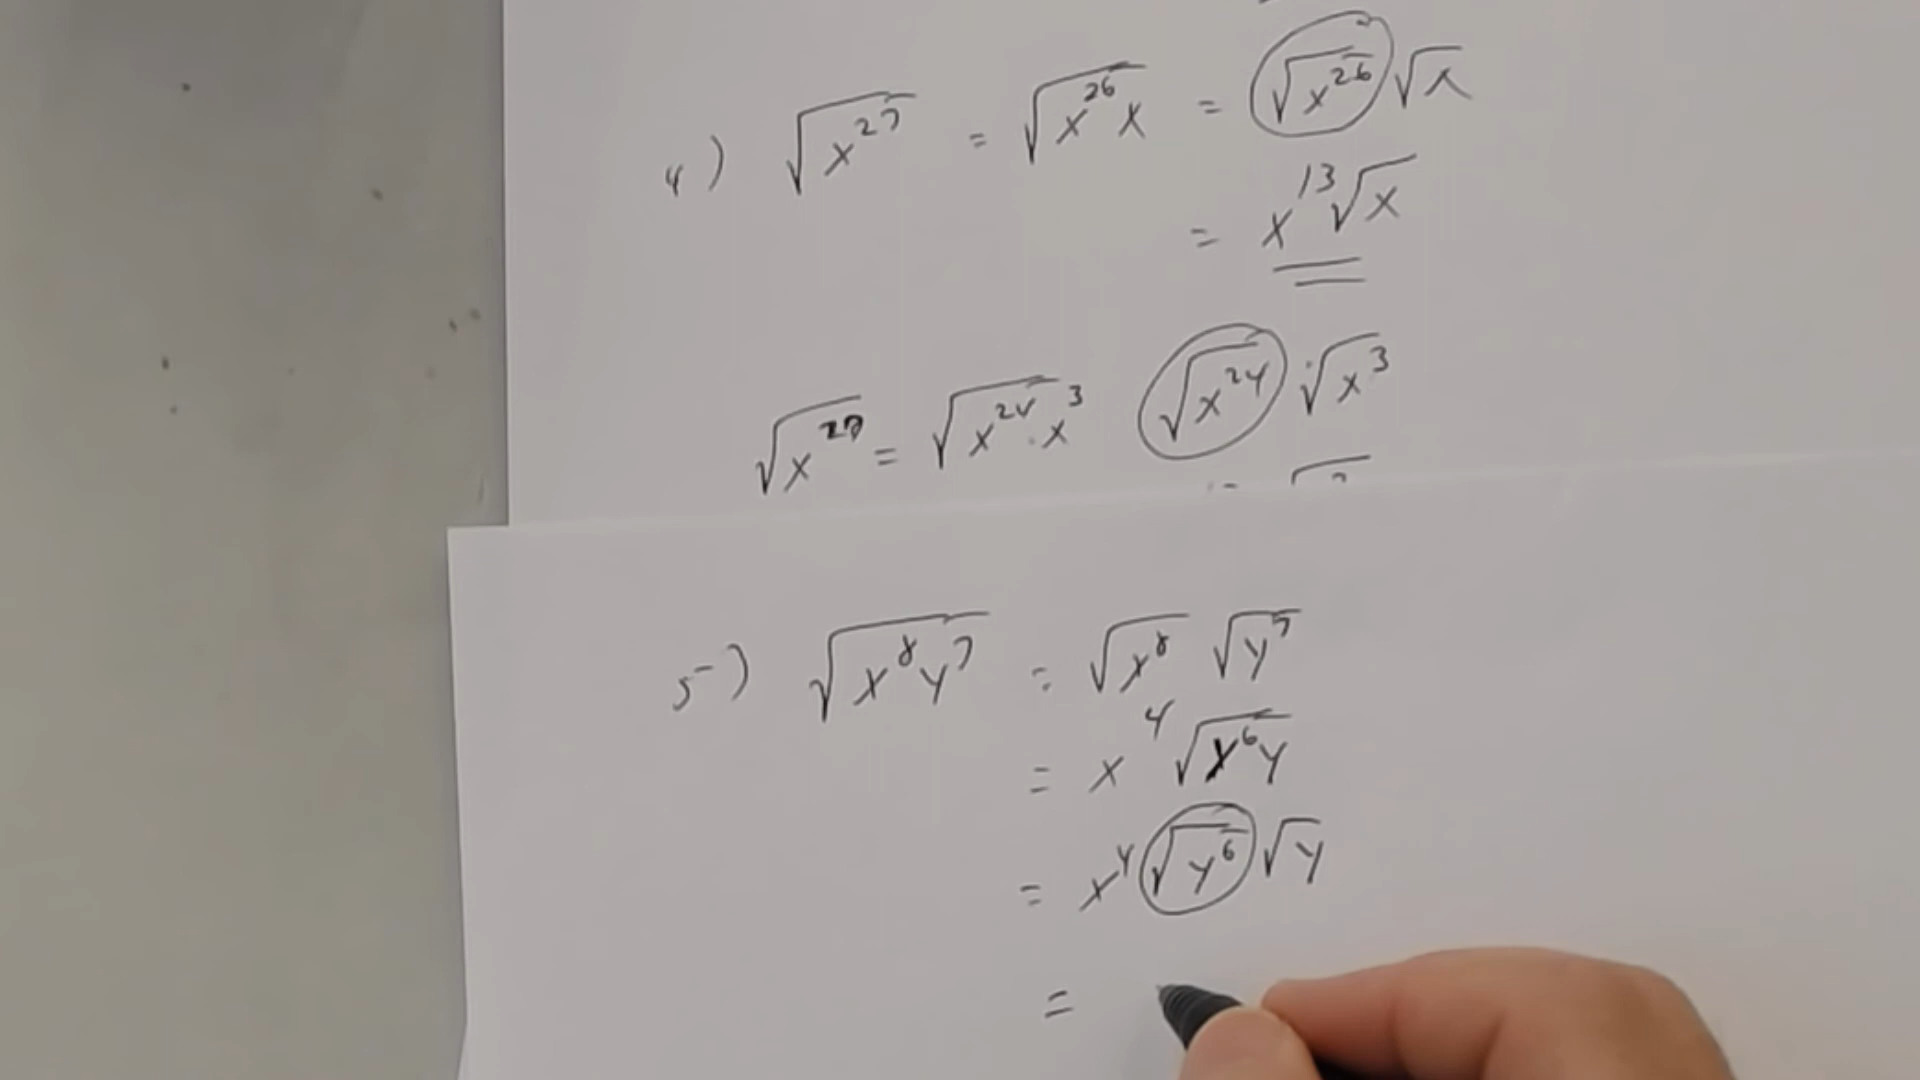 4) √x²⁷ = √x²⁶x = √x²⁶ √x
= x¹³√x
√x²⁷ = √x²⁴·x³ √x²⁴ · √x³
5) √x⁸y⁷ = √x⁸ √y⁷
= x⁴ √y⁶y
= x⁴ √y⁶ √y
=